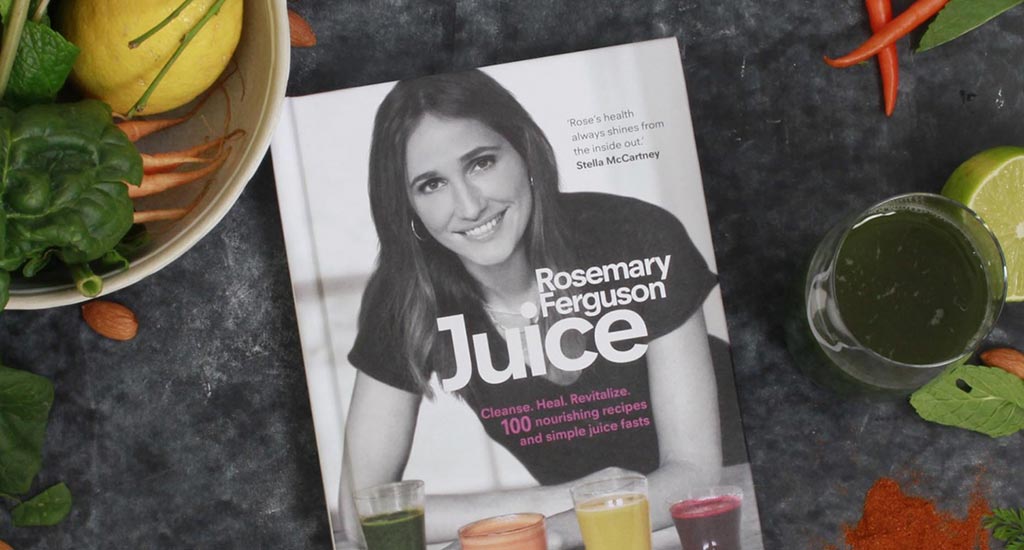 'Rose's health
always shines from
the inside out.'
Stella McCartney
Rosemary
Ferguson
Juice
Cleanse. Heal. Revitalize.
100 nourishing recipes
and simple juice fasts